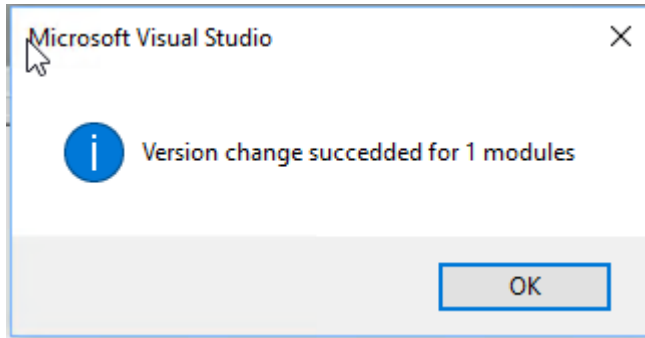 Microsoft Visual Studio
Version change succedded for 1 modules
OK